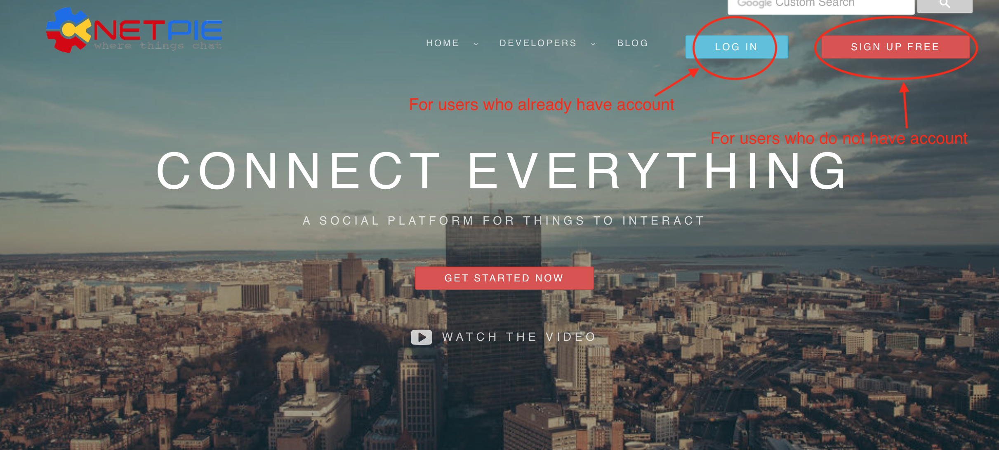 Google Custom Search
NETPIE
where things chat
HOME
DEVELOPERS
BLOG
LOG IN
SIGN UP FREE
For users who already have account
For users who do not have account
CONNECT EVERYTHING
A SOCIAL PLATFORM FOR THINGS TO INTERACT
GET STARTED NOW
WATCH THE VIDEO